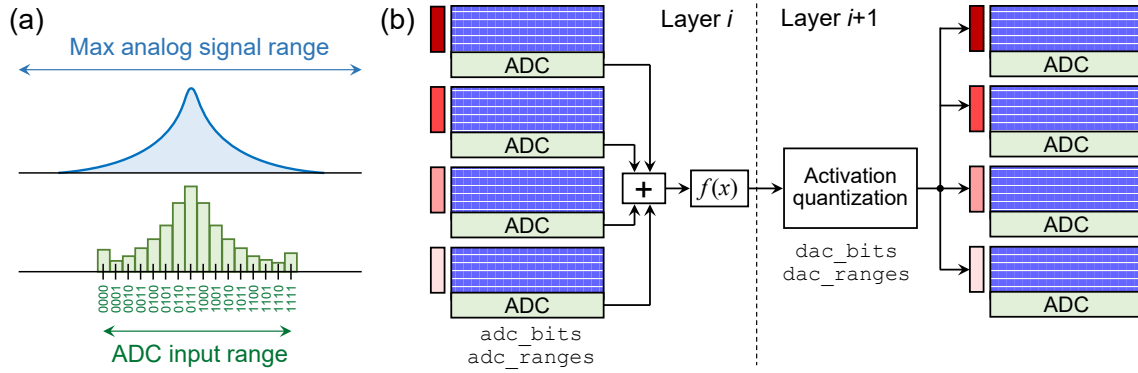 (a)
Max analog signal range
0000 0001 0010 0011 0100 0101 0110 0111 1000 1001 1010 1011 1100 1101 1110 1111
ADC input range
(b)
Layer i
Layer i+1
ADC
ADC
ADC
ADC
+
f(x)
adc_bits
adc_ranges
Activation
quantization
dac_bits
dac_ranges
ADC
ADC
ADC
ADC